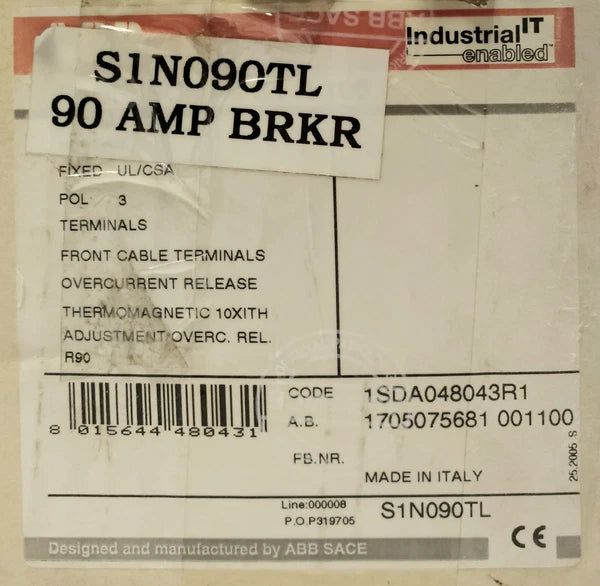 ABB SACE
Industrial IT
enabled
S1N090TL
90 AMP BRKR
FIXED UL/CSA
POL 3
TERMINALS
FRONT CABLE TERMINALS
OVERCURRENT RELEASE
THERMOMAGNETIC 10XITH
ADJUSTMENT OVERC. REL.
R90
8 015644 480431
CODE 1SDA048043R1
A.B. 1705075681 001100
FB.NR.
MADE IN ITALY
25.2005 S
Line:000008
P.O.P319705
S1N090TL
CE
Designed and manufactured by ABB SACE